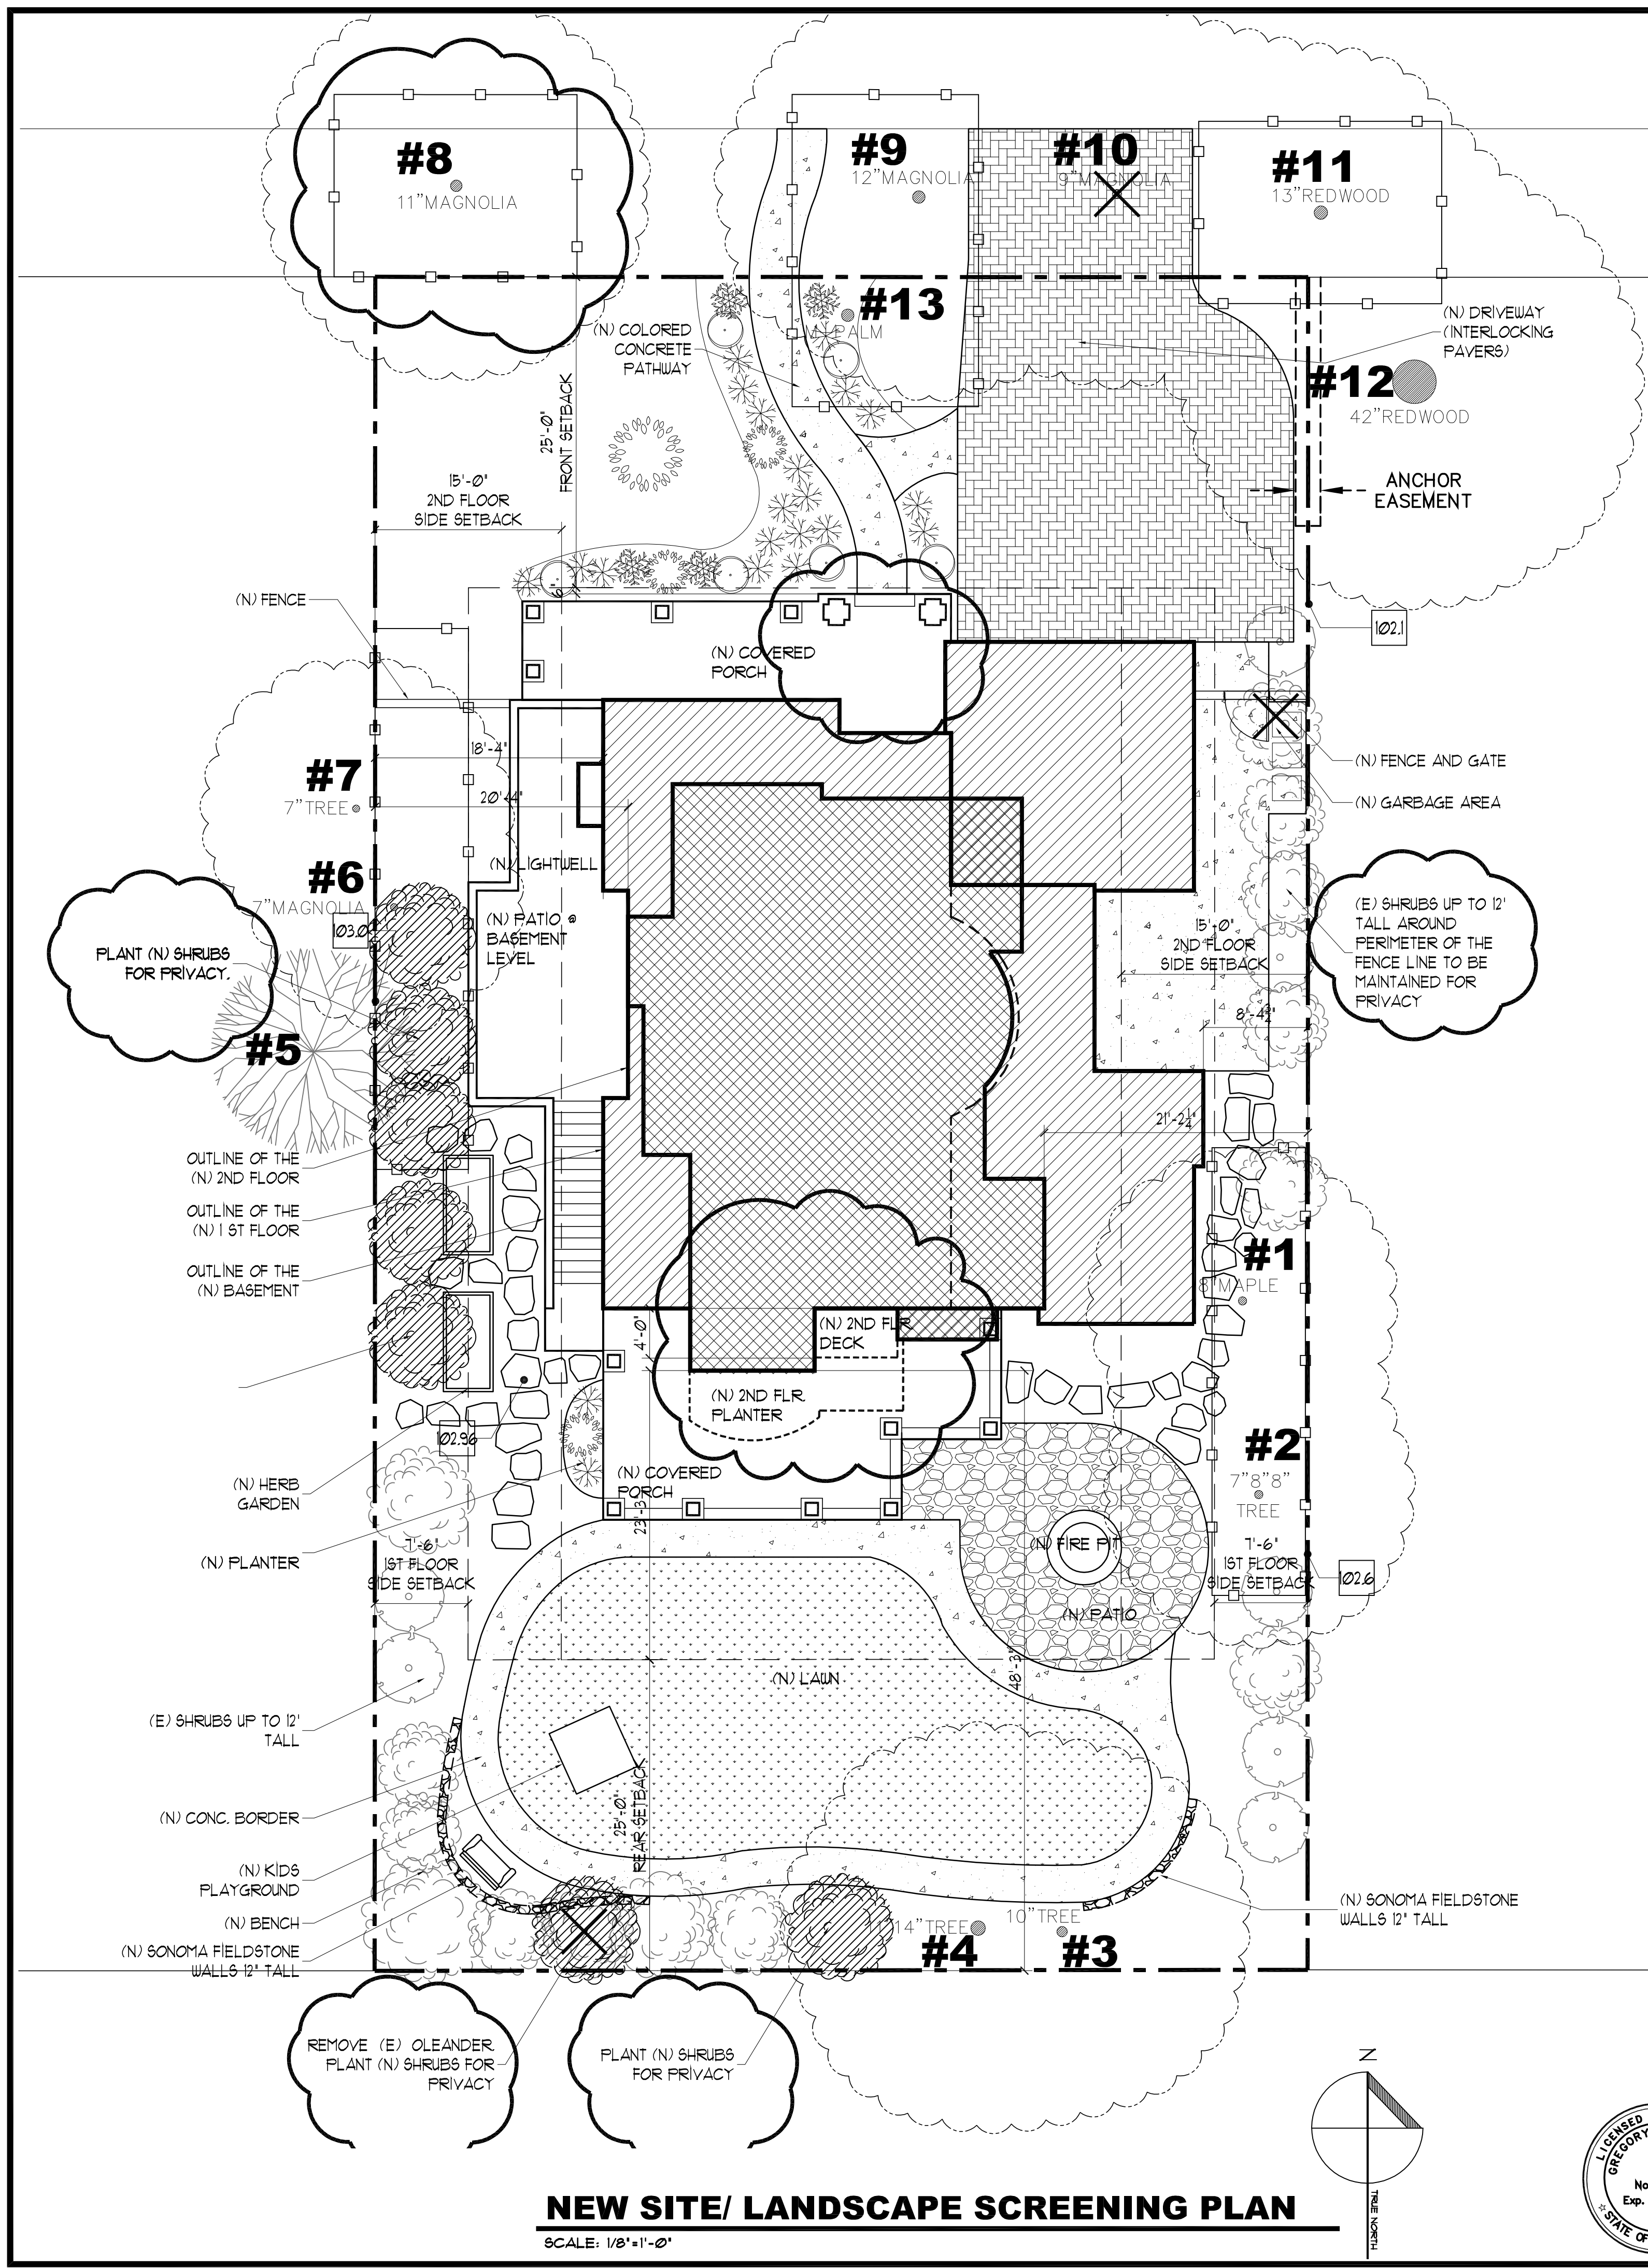 #8
11"MAGNOLIA
#9
12"MAGNOLIA
#10
9"MAGNOLIA
#11
13"REDWOOD
#13
PALM
(N) COLORED
CONCRETE
PATHWAY
(N) DRIVEWAY
(INTERLOCKING
PAVERS)
#12
42"REDWOOD
25'-0"
FRONT SETBACK
15'-0"
2ND FLOOR
SIDE SETBACK
ANCHOR
EASEMENT
6"
(N) FENCE
102.1
(N) COVERED
PORCH
18'-4"
#7
7"TREE
20'-4"
(N) FENCE AND GATE
(N) GARBAGE AREA
(N) LIGHTWELL
#6
7"MAGNOLIA
103.0
(N) PATIO @
BASEMENT
LEVEL
PLANT (N) SHRUBS
FOR PRIVACY.
15'-0"
2ND FLOOR
SIDE SETBACK
(E) SHRUBS UP TO 12'
TALL AROUND
PERIMETER OF THE
FENCE LINE TO BE
MAINTAINED FOR
PRIVACY
8'-4½"
#5
21'-2¼"
OUTLINE OF THE
(N) 2ND FLOOR
OUTLINE OF THE
(N) 1 ST FLOOR
OUTLINE OF THE
(N) BASEMENT
#1
8"MAPLE
4'-0"
(N) 2ND FLR.
DECK
(N) 2ND FLR.
PLANTER
102.96
#2
7"8"8"
TREE
(N) HERB
GARDEN
(N) COVERED
PORCH
23'-3"
(N) PLANTER
7'-6"
1ST FLOOR
SIDE SETBACK
(N) FIRE PIT
7'-6"
1ST FLOOR
SIDE SETBACK
102.6
(N) PATIO
(N) LAWN
48'-3"
(E) SHRUBS UP TO 12'
TALL
25'-0"
REAR SETBACK
(N) CONC. BORDER
(N) KIDS
PLAYGROUND
(N) BENCH
(N) SONOMA FIELDSTONE
WALLS 12" TALL
14"TREE
#4
10"TREE
#3
(N) SONOMA FIELDSTONE
WALLS 12" TALL
REMOVE (E) OLEANDER.
PLANT (N) SHRUBS FOR
PRIVACY
PLANT (N) SHRUBS
FOR PRIVACY
N
TRUE NORTH
LICENSED
GREGORY
No
Exp.
STATE OF
NEW SITE/ LANDSCAPE SCREENING PLAN
SCALE: 1/8"=1'-0"